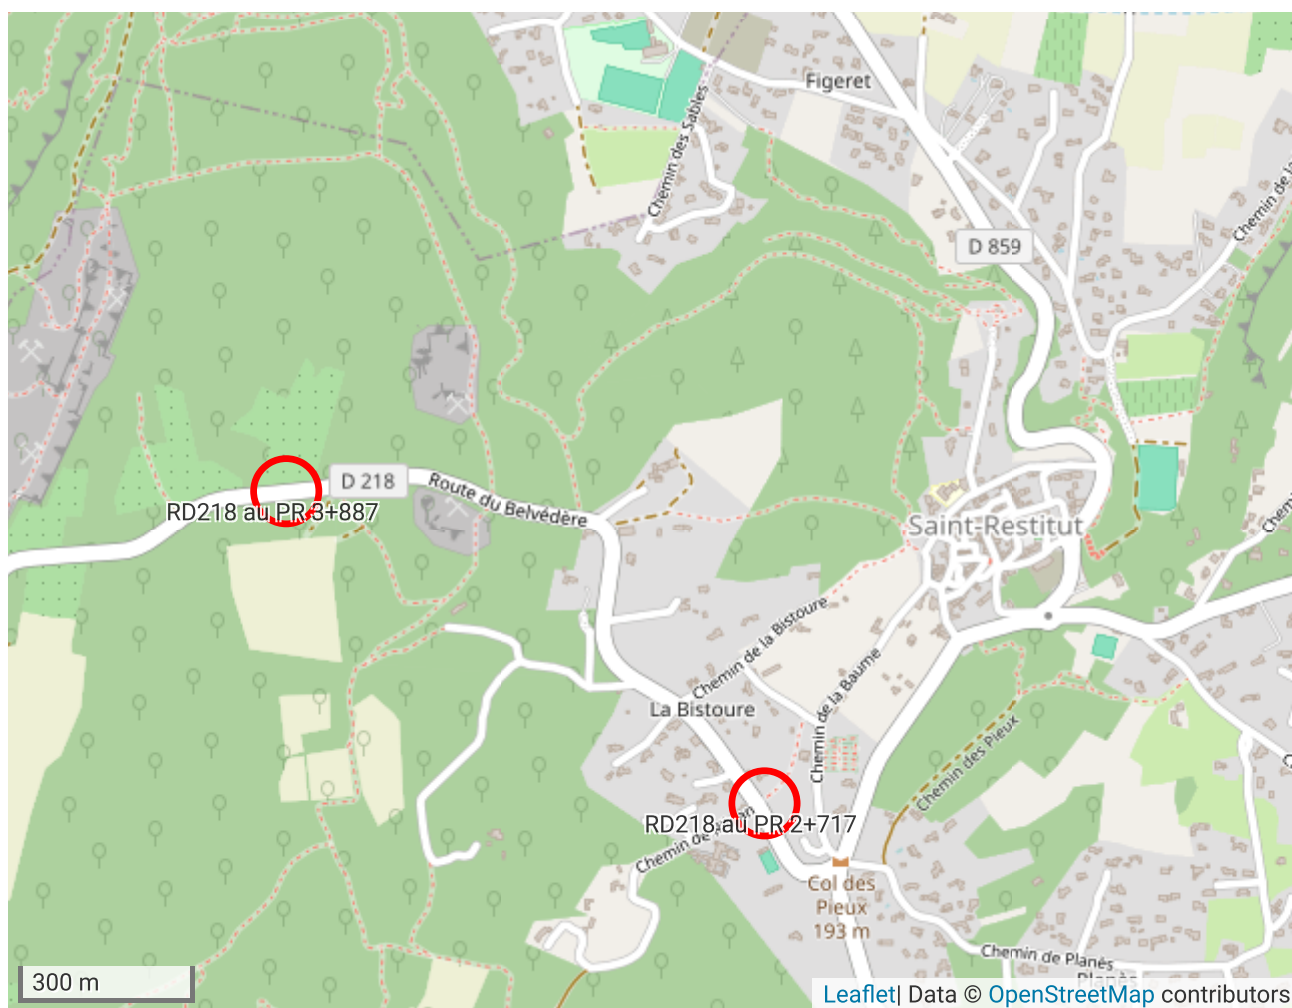 Figeret
Chemin des Sables
D 859
Chemin de la
D 218
Route du Belvédère
RD218 au PR 3+887
Saint-Restitut
Chem
Chemin de la Bistoure
Chemin de la Baume
La Bistoure
Chemin des Pieux
RD218 au PR 2+717
Col des
Pieux
193 m
Chemin de Planès
Planès
300 m
Leaflet| Data © OpenStreetMap contributors